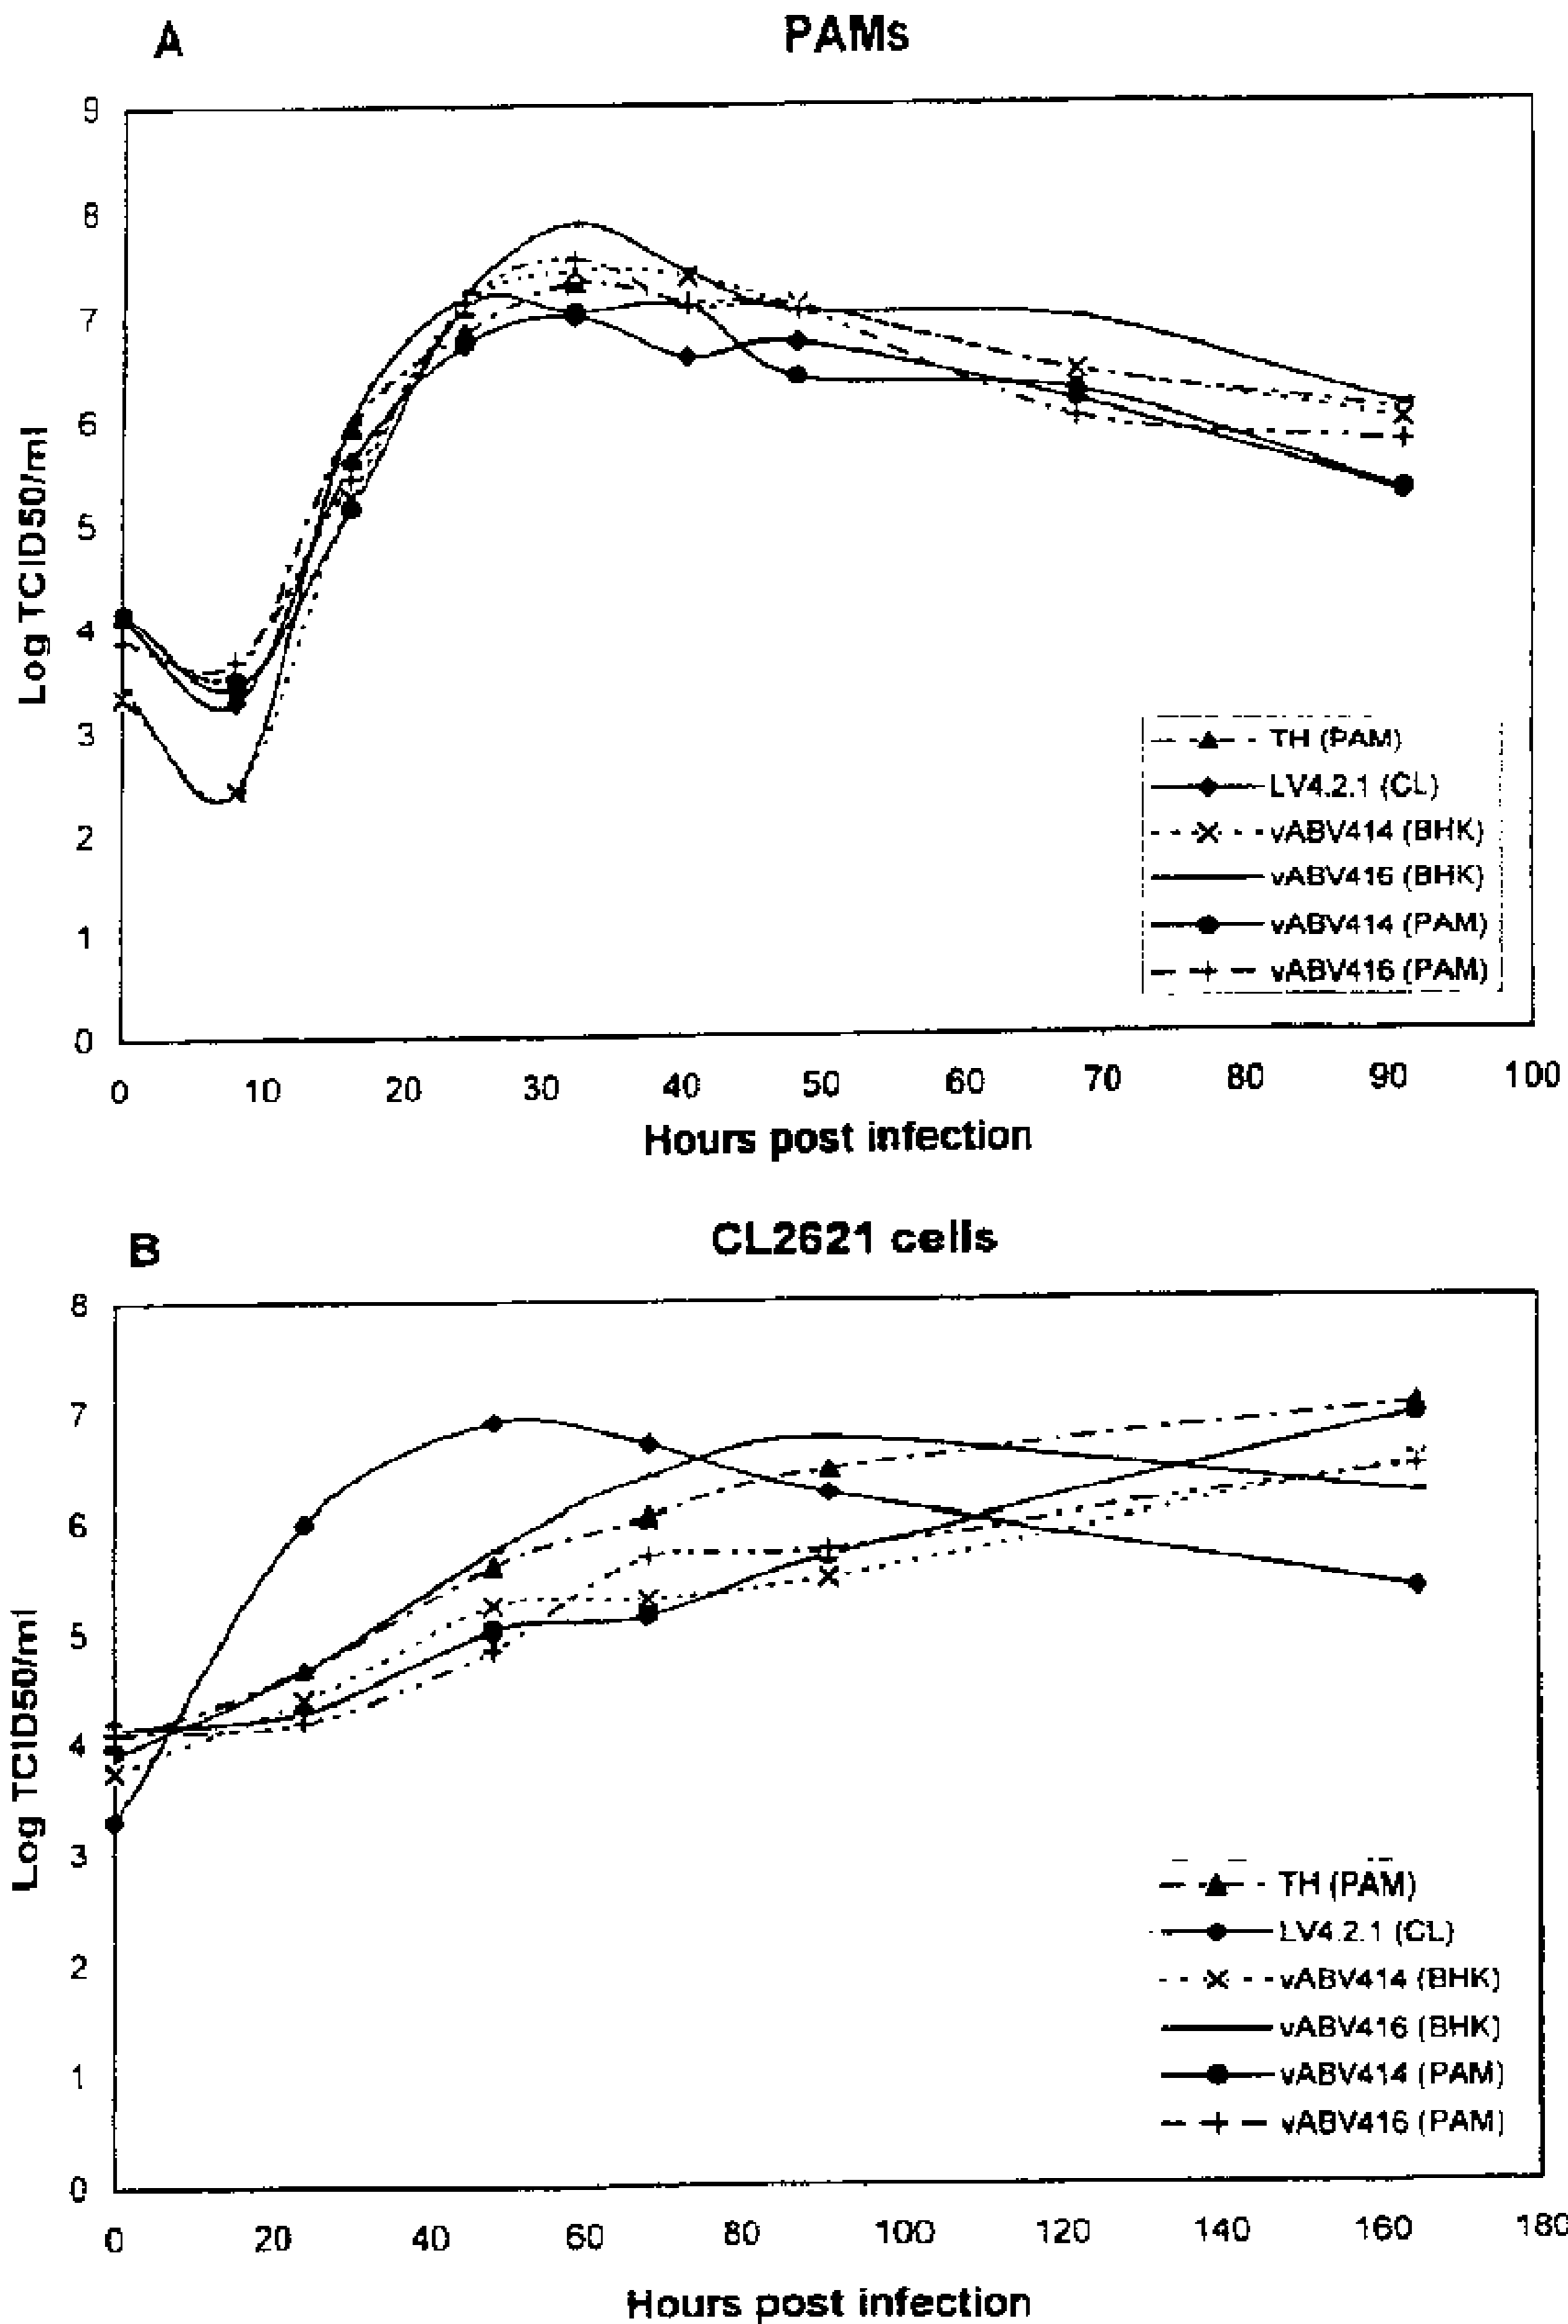 A
PAMs
9
8
7
6
5
4
3
2
1
0
Log TCID50/ml
TH (PAM)
LV4.2.1 (CL)
vABV414 (BHK)
vABV416 (BHK)
vABV414 (PAM)
vABV416 (PAM)
0 10 20 30 40 50 60 70 80 90 100
Hours post infection
B
CL2621 cells
8
7
6
5
4
3
2
1
0
Log TCID50/ml
TH (PAM)
LV4.2.1 (CL)
vABV414 (BHK)
vABV416 (BHK)
vABV414 (PAM)
vABV416 (PAM)
0 20 40 60 80 100 120 140 160 180
Hours post infection